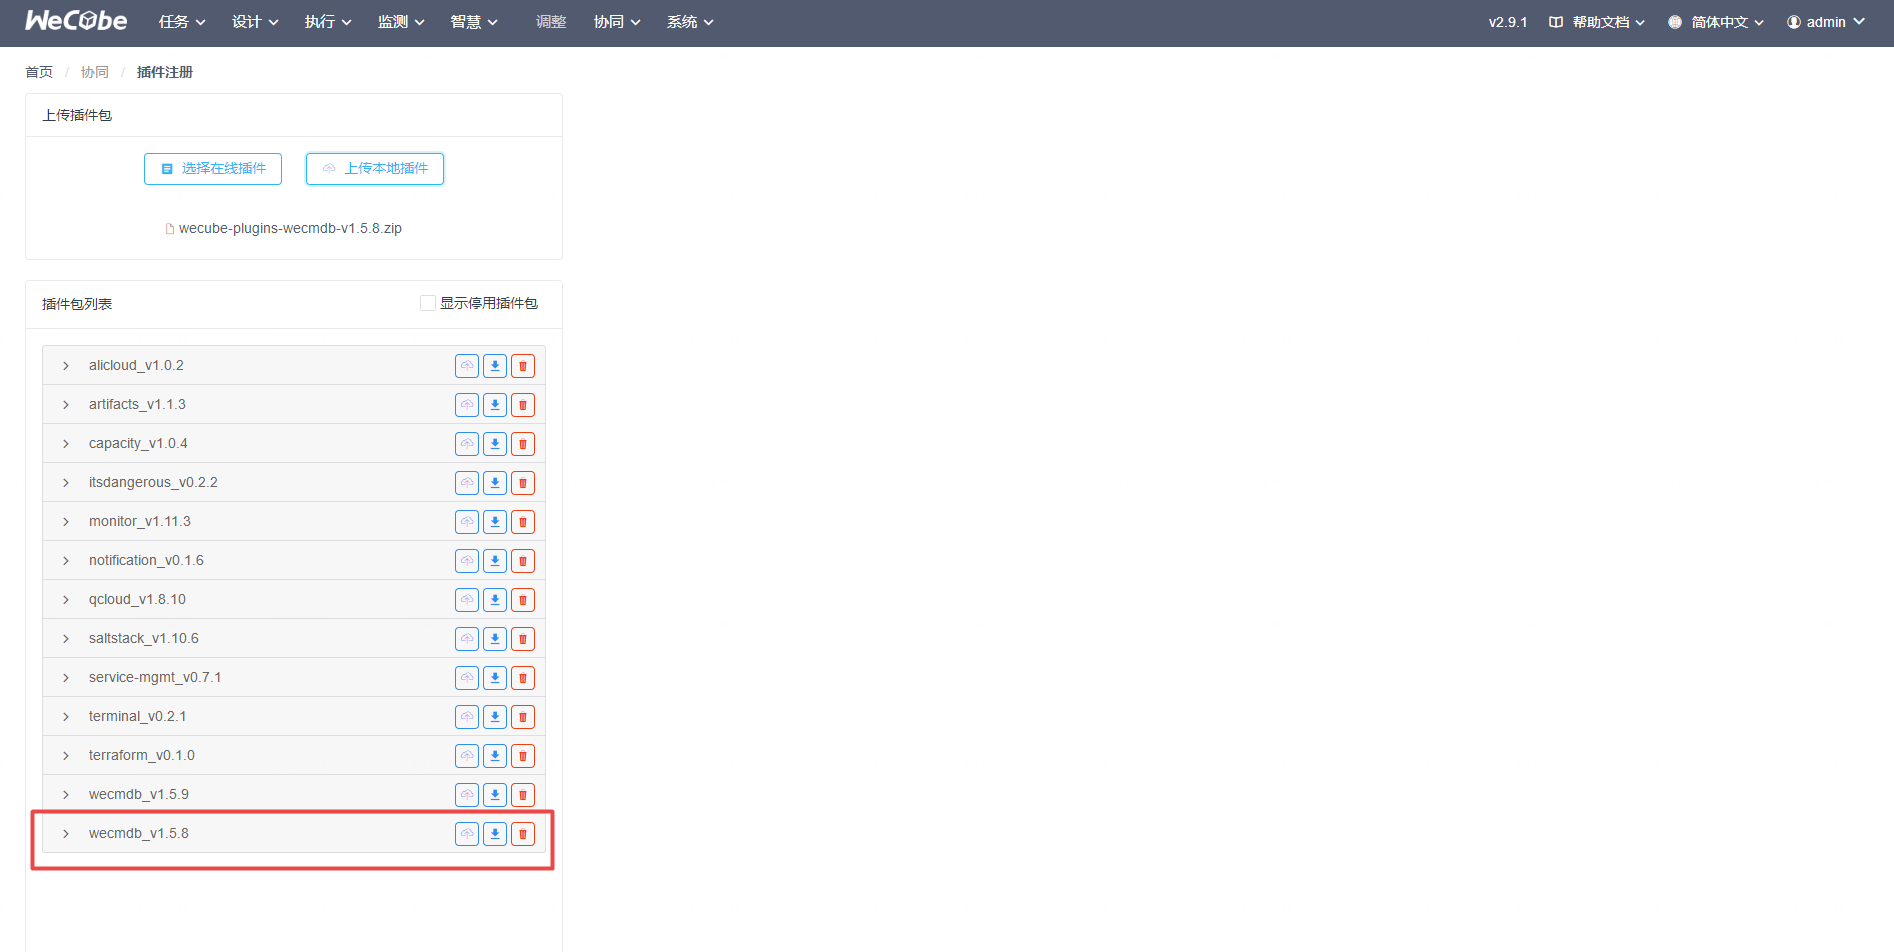 WeCube 任务 设计 执行 监测 智慧 调整 协同 系统 v2.9.1 帮助文档 简体中文 admin
首页 / 协同 / 插件注册
上传插件包
选择在线插件 上传本地插件
wecube-plugins-wecmdb-v1.5.8.zip
插件包列表 显示停用插件包
alicloud_v1.0.2
artifacts_v1.1.3
capacity_v1.0.4
itsdangerous_v0.2.2
monitor_v1.11.3
notification_v0.1.6
qcloud_v1.8.10
saltstack_v1.10.6
service-mgmt_v0.7.1
terminal_v0.2.1
terraform_v0.1.0
wecmdb_v1.5.9
wecmdb_v1.5.8